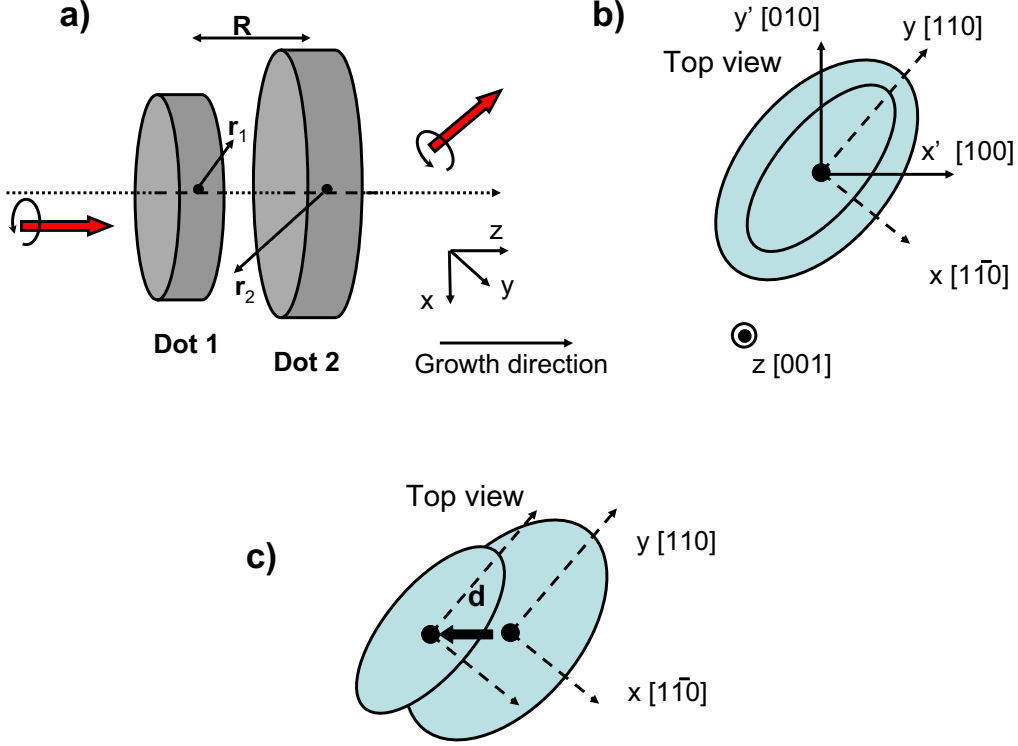 a)
R
r1
r2
Dot 1
Dot 2
z
y
x
Growth direction
b)
Top view
y' [010]
y [110]
x' [100]
x [11̄0]
z [001]
c)
Top view
d
y [110]
x [11̄0]